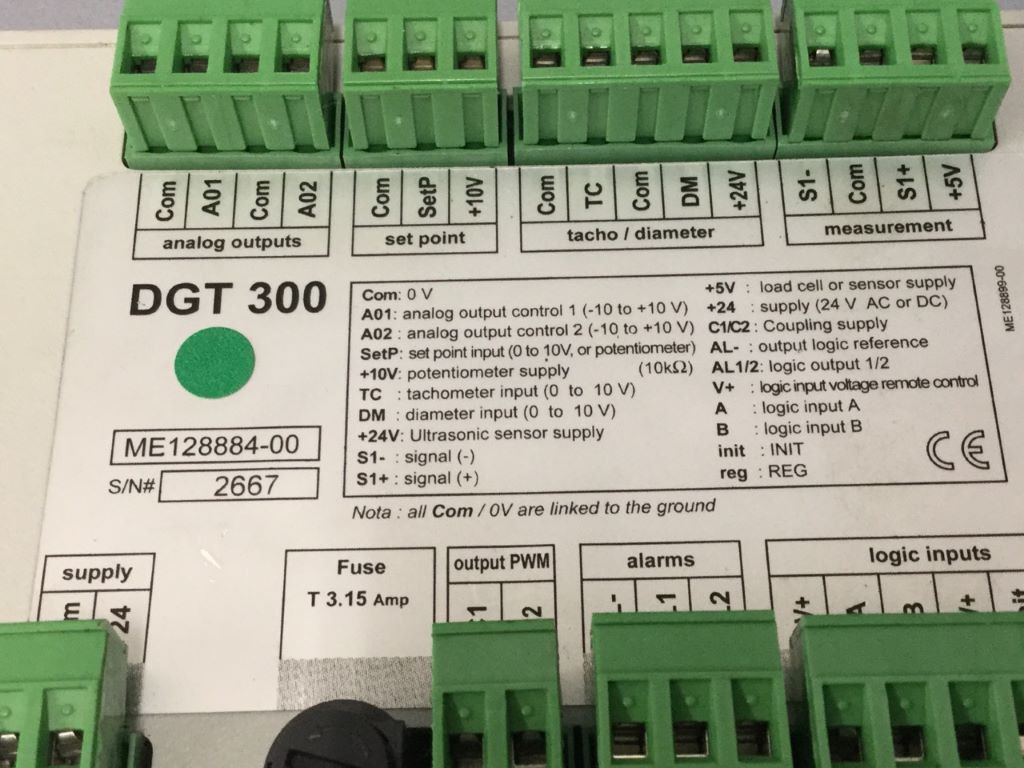 Com A01 Com A02
analog outputs
Com SetP +10V
set point
Com TC Com DM +24V
tacho / diameter
S1- Com S1+ +5V
measurement
DGT 300
ME128884-00
S/N# 2667
Com: 0 V
A01: analog output control 1 (-10 to +10 V)
A02 : analog output control 2 (-10 to +10 V)
SetP: set point input (0 to 10V, or potentiometer)
+10V: potentiometer supply (10kΩ)
TC : tachometer input (0 to 10 V)
DM : diameter input (0 to 10 V)
+24V: Ultrasonic sensor supply
S1- : signal (-)
S1+ : signal (+)
+5V : load cell or sensor supply
+24 : supply (24 V AC or DC)
C1/C2 : Coupling supply
AL- : output logic reference
AL1/2: logic output 1/2
V+ : logic input voltage remote control
A : logic input A
B : logic input B
init : INIT
reg : REG
CE
ME128899-00
Nota : all Com / 0V are linked to the ground
supply
24
Fuse
T 3.15 Amp
output PWM
alarms
logic inputs
V+ A B